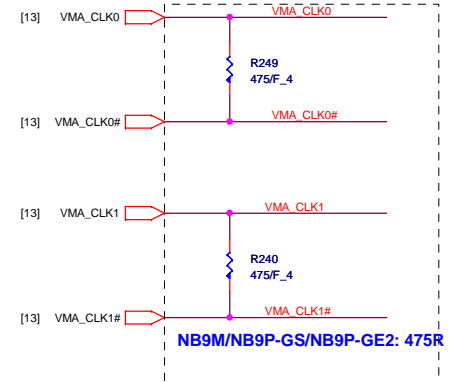 [13] VMA_CLK0 VMA_CLK0
R249
475/F_4
[13] VMA_CLK0# VMA_CLK0#
[13] VMA_CLK1 VMA_CLK1
R240
475/F_4
[13] VMA_CLK1# VMA_CLK1#
NB9M/NB9P-GS/NB9P-GE2: 475R